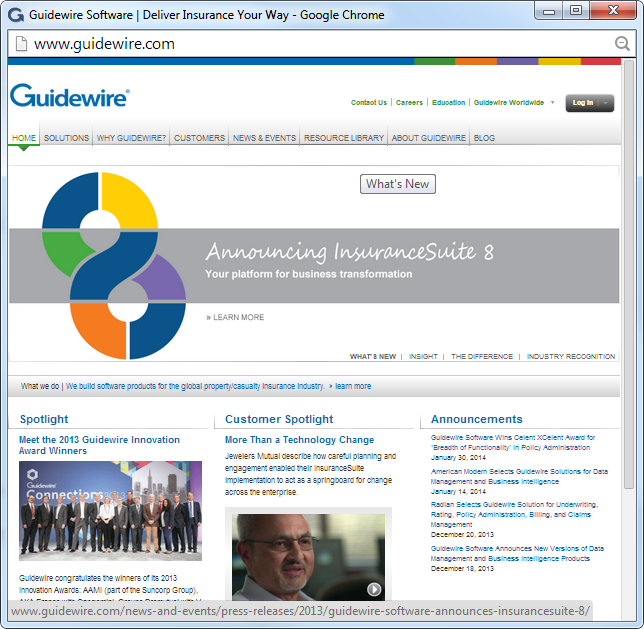 Guidewire Software | Deliver Insurance Your Way - Google Chrome
www.guidewire.com
Guidewire
Contact Us | Careers | Education | Guidewire Worldwide
Log In
HOME SOLUTIONS WHY GUIDEWIRE? CUSTOMERS NEWS & EVENTS RESOURCE LIBRARY ABOUT GUIDEWIRE BLOG
What's New
Announcing InsuranceSuite 8
Your platform for business transformation
» LEARN MORE
WHAT'S NEW | INSIGHT | THE DIFFERENCE | INDUSTRY RECOGNITION
What we do | We build software products for the global property/casualty insurance industry. » learn more
Spotlight
Meet the 2013 Guidewire Innovation
Award Winners
Guidewire
Connections
Guidewire congratulates the winners of its 2013
Innovation Awards: AAMI (part of the Suncorp Group),
Customer Spotlight
More Than a Technology Change
Jewelers Mutual describe how careful planning and
engagement enabled their InsuranceSuite
implementation to act as a springboard for change
across the enterprise.
Announcements
Guidewire Software Wins Celent XCelent Award for
"Breadth of Functionality" in Policy Administration
January 30, 2014
American Modern Selects Guidewire Solutions for Data
Management and Business Intelligence
January 14, 2014
Radian Selects Guidewire Solution for Underwriting,
Rating, Policy Administration, Billing, and Claims
Management
December 20, 2013
Guidewire Software Announces New Versions of Data
Management and Business Intelligence Products
December 18, 2013
www.guidewire.com/news-and-events/press-releases/2013/guidewire-software-announces-insurancesuite-8/